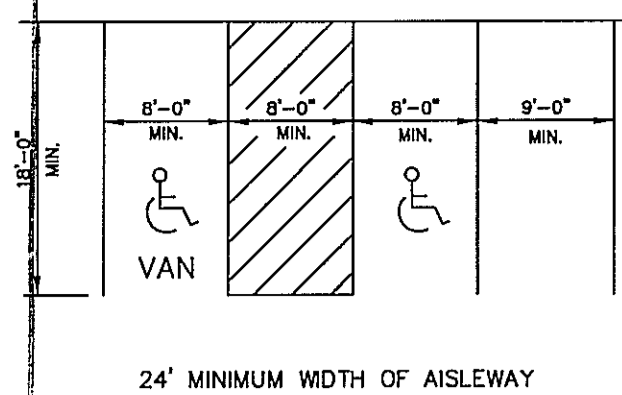 8'-0" 8'-0" 8'-0" 9'-0"
MIN. MIN. MIN. MIN.
18'-0"
MIN.
VAN
24' MINIMUM WIDTH OF AISLEWAY